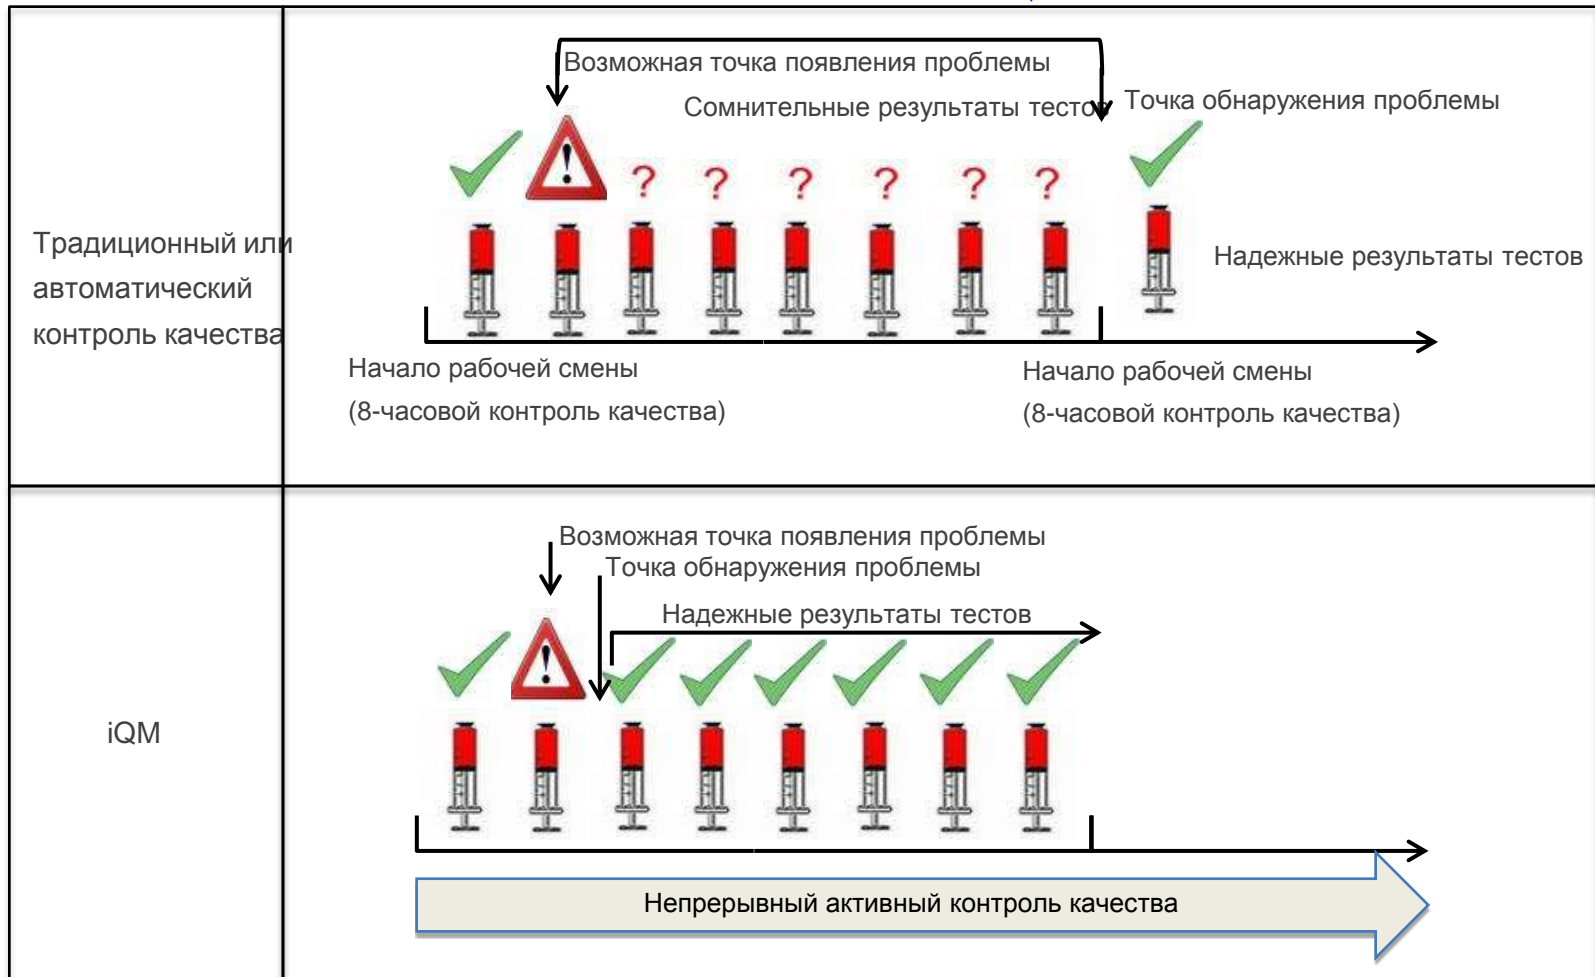 Возможная точка появления проблемы
Сомнительные результаты тестов
Точка обнаружения проблемы
? ? ? ? ? ?
Традиционный или
автоматический
контроль качества
Надежные результаты тестов
Начало рабочей смены
(8-часовой контроль качества)
Начало рабочей смены
(8-часовой контроль качества)
Возможная точка появления проблемы
Точка обнаружения проблемы
Надежные результаты тестов
iQM
Непрерывный активный контроль качества